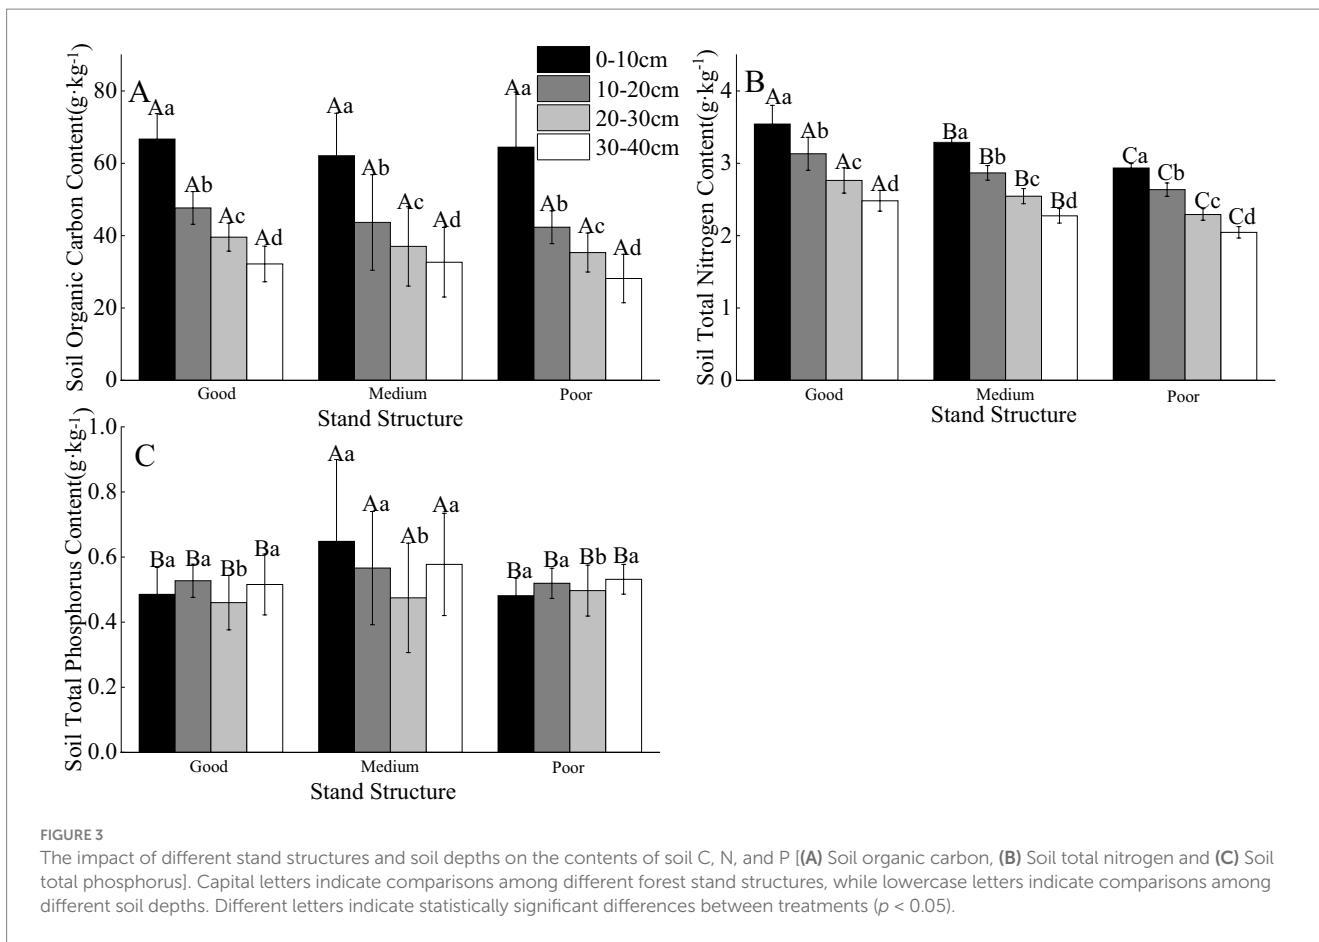 A
Soil Organic Carbon Content(g·kg-1)
80
60
40
20
0
Aa Ab Ac Ad
Aa Ab Ac Ad
Aa Ab Ac Ad
Good Medium Poor
Stand Structure
0-10cm
10-20cm
20-30cm
30-40cm
B
Soil Total Nitrogen Content(g·kg-1)
4
3
2
1
0
Aa Ab Ac Ad
Ba Bb Bc Bd
Ca Cb Cc Cd
Good Medium Poor
Stand Structure
C
Soil Total Phosphorus Content(g·kg-1)
1.0
0.8
0.6
0.4
0.2
0.0
Ba Ba Bb Ba
Aa Aa Ab Aa
Ba Ba Bb Ba
Good Medium Poor
Stand Structure
FIGURE 3
The impact of different stand structures and soil depths on the contents of soil C, N, and P [(A) Soil organic carbon, (B) Soil total nitrogen and (C) Soil
total phosphorus]. Capital letters indicate comparisons among different forest stand structures, while lowercase letters indicate comparisons among
different soil depths. Different letters indicate statistically significant differences between treatments (p < 0.05).